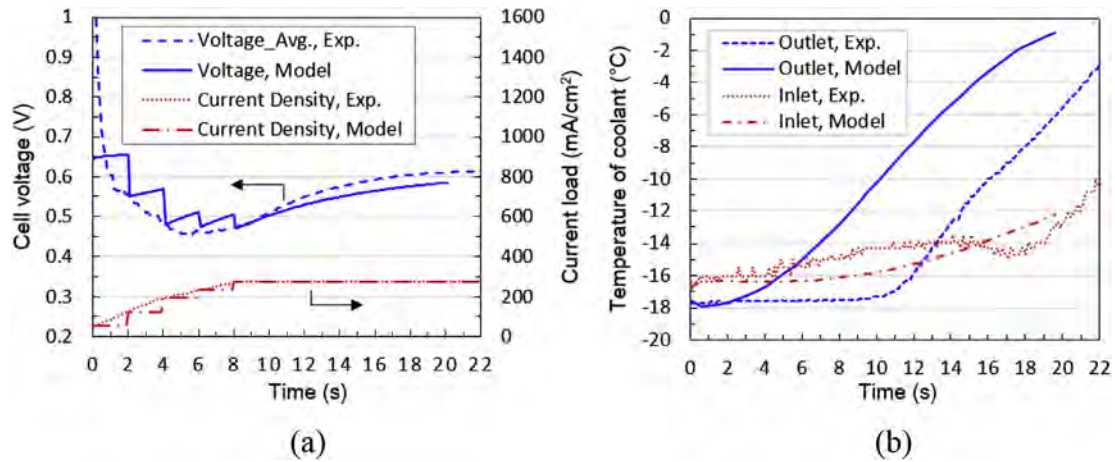 Cell voltage (V)
1
0.9
0.8
0.7
0.6
0.5
0.4
0.3
0.2
Voltage_Avg., Exp.
Voltage, Model
Current Density, Exp.
Current Density, Model
1600
1400
1200
1000
800
600
400
200
0
Current load (mA/cm²)
0 2 4 6 8 10 12 14 16 18 20 22
Time (s)
(a)
Temperature of coolant (°C)
0
-2
-4
-6
-8
-10
-12
-14
-16
-18
-20
Outlet, Exp.
Outlet, Model
Inlet, Exp.
Inlet, Model
0 2 4 6 8 10 12 14 16 18 20 22
Time (s)
(b)